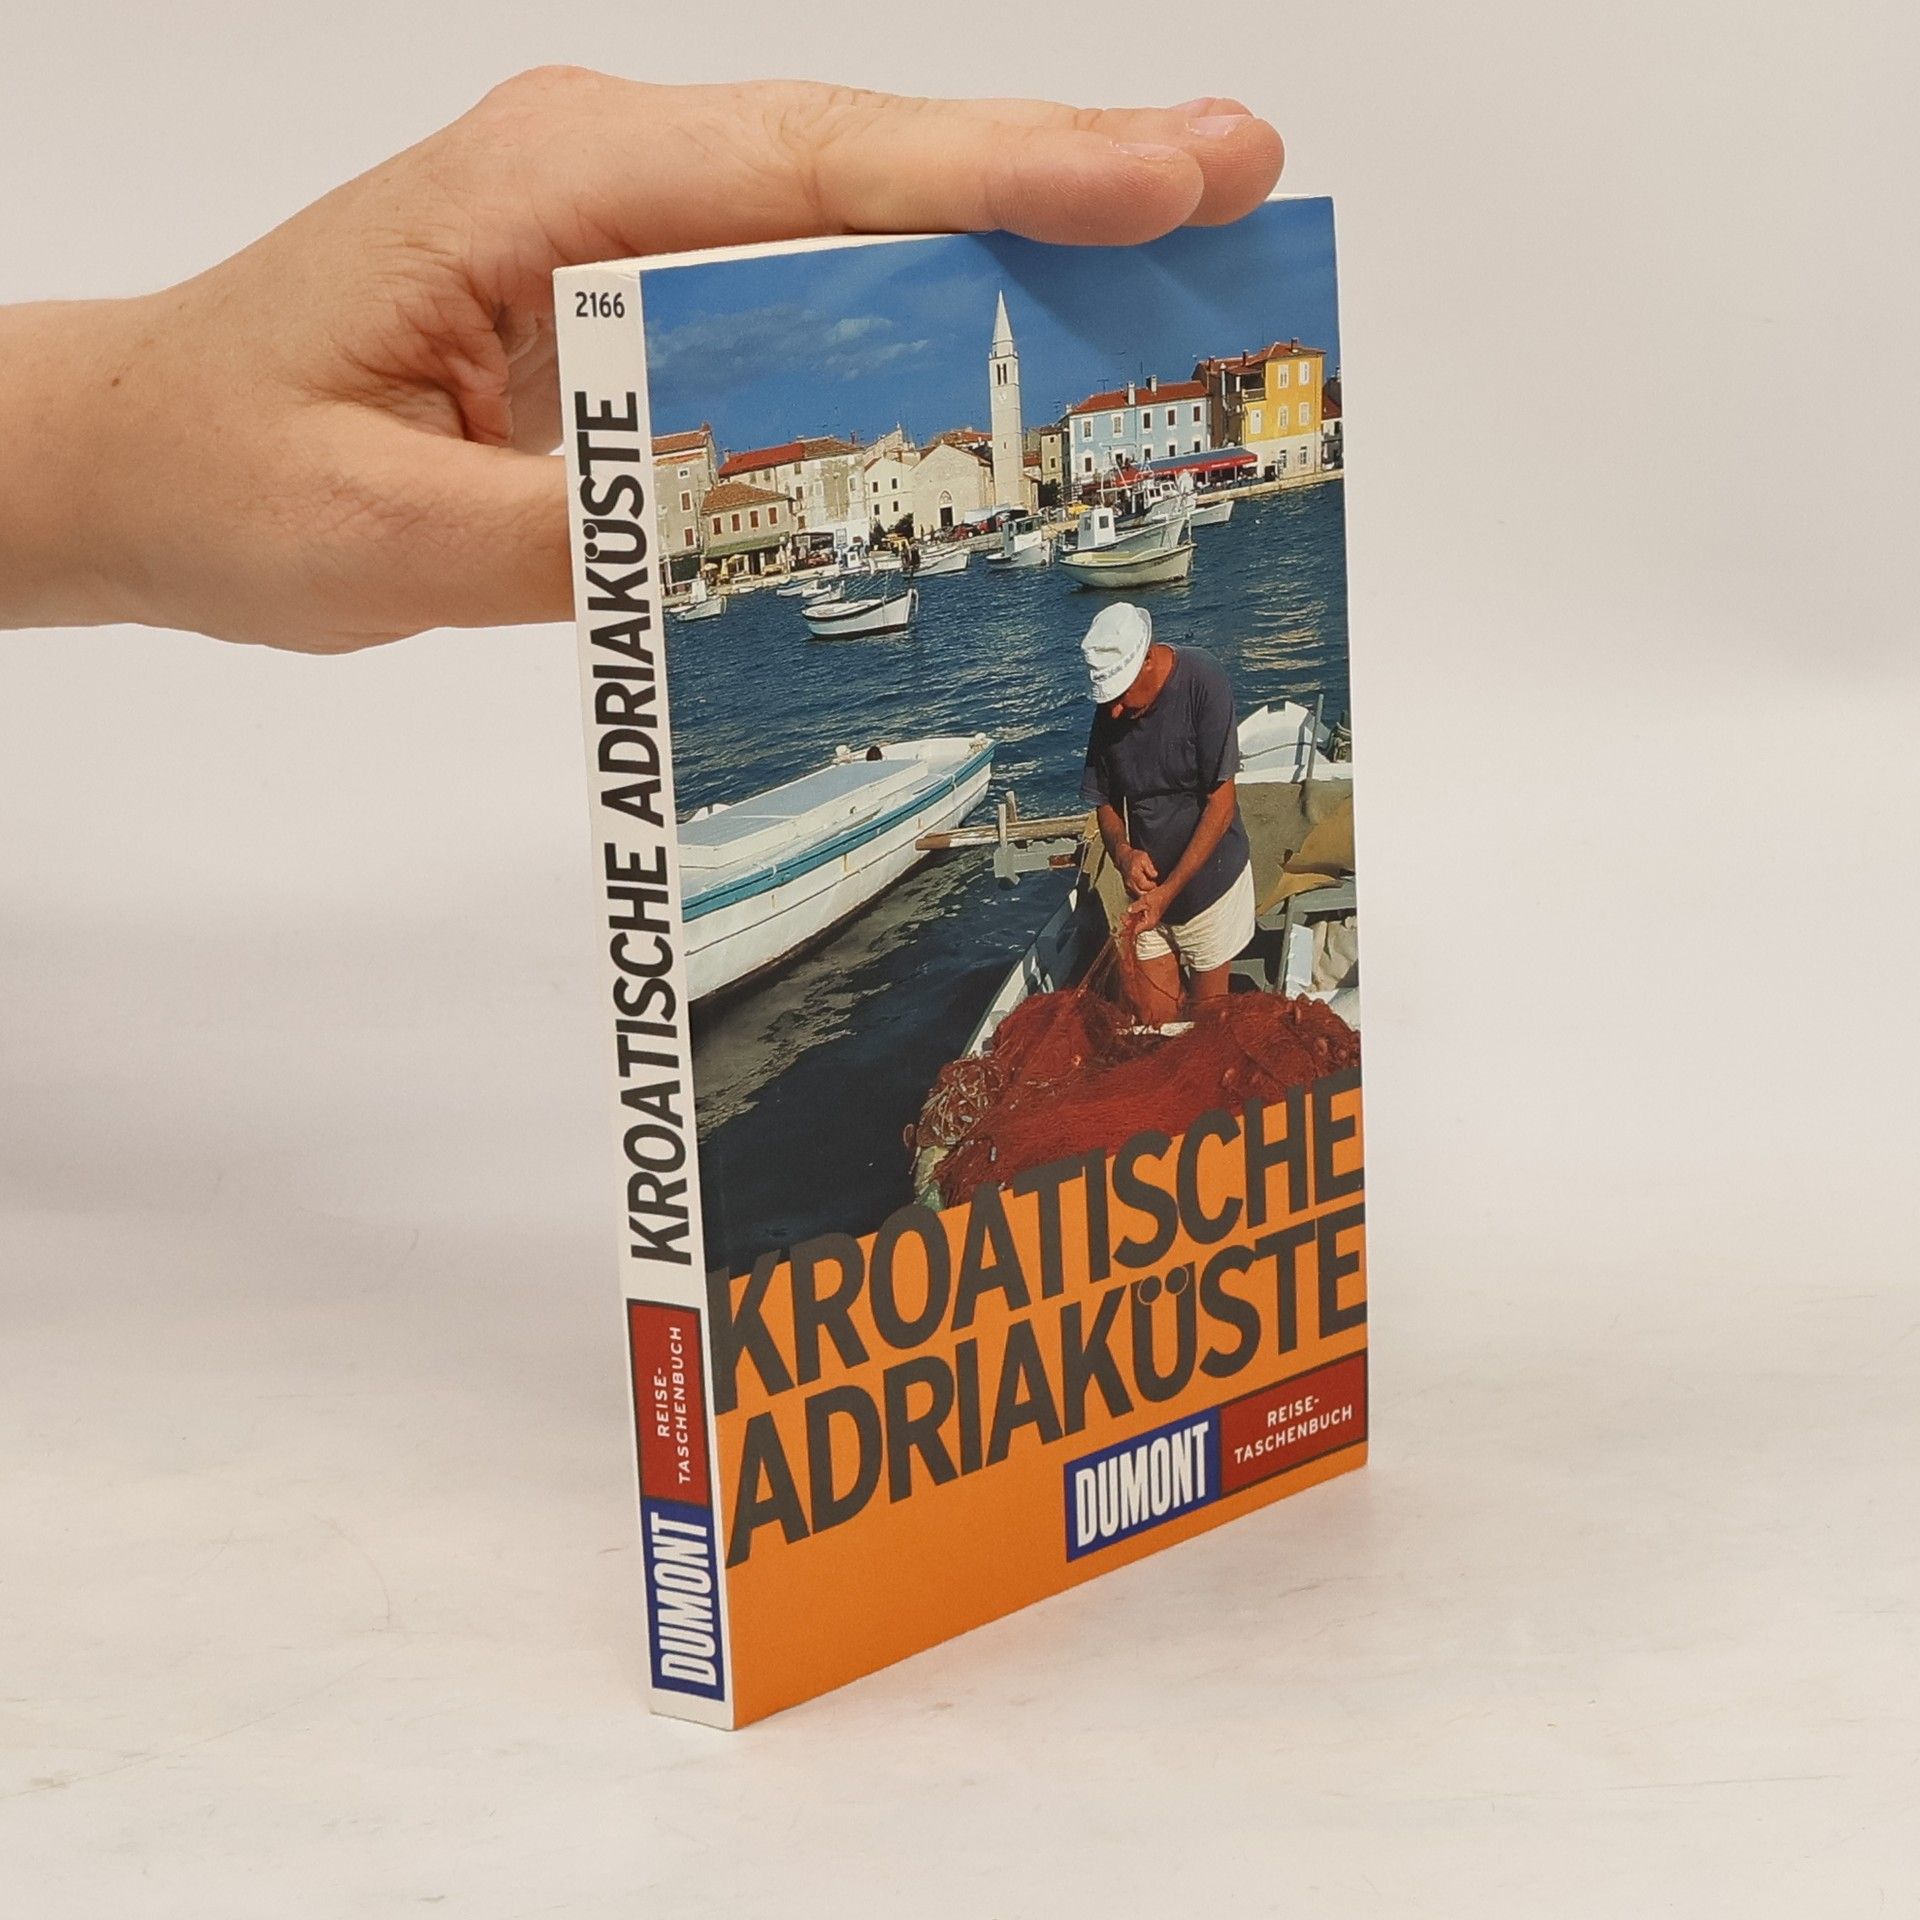 2166
KROATISCHE ADRIAKÜSTE
REISE-
TASCHENBUCH
DUMONT
KROATISCHE
ADRIAKÜSTE
DUMONT
REISE-
TASCHENBUCH